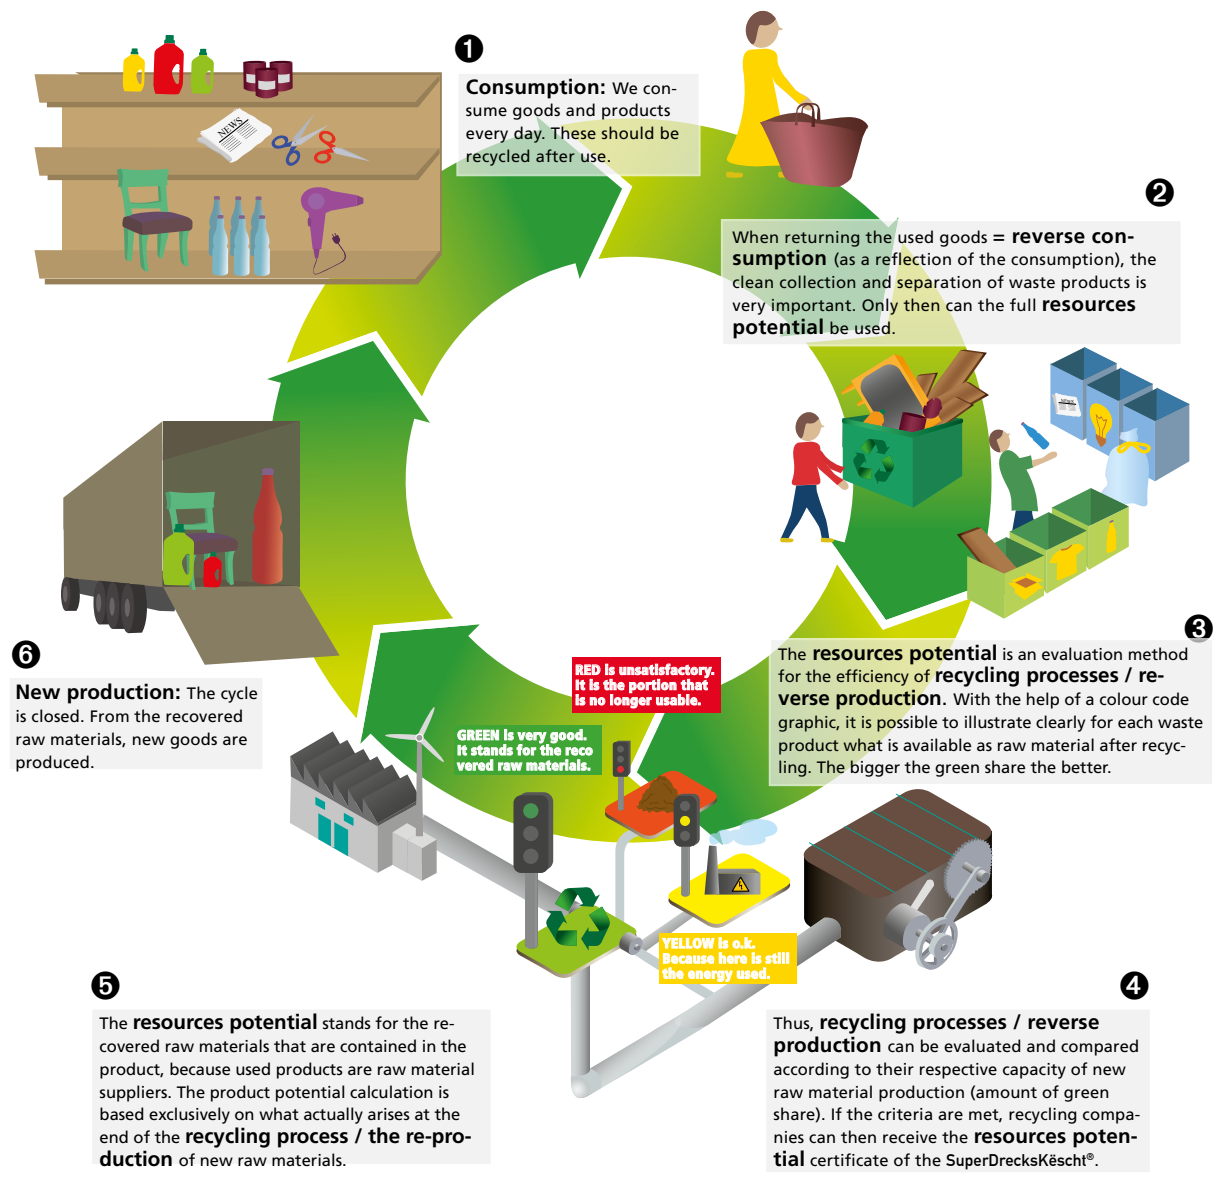 ❶
Consumption: We con-
sume goods and products
every day. These should be
recycled after use.
NEWS
❷
When returning the used goods = reverse con-
sumption (as a reflection of the consumption), the
clean collection and separation of waste products is
very important. Only then can the full resources
potential be used.
NEWS
❸
The resources potential is an evaluation method
for the efficiency of recycling processes / re-
verse production. With the help of a colour code
graphic, it is possible to illustrate clearly for each waste
product what is available as raw material after recyc-
ling. The bigger the green share the better.
RED is unsatisfactory.
It is the portion that
is no longer usable.
GREEN is very good.
It stands for the reco
vered raw materials.
YELLOW is o.k.
Because here is still
the energy used.
❹
Thus, recycling processes / reverse
production can be evaluated and compared
according to their respective capacity of new
raw material production (amount of green
share). If the criteria are met, recycling compa-
nies can then receive the resources poten-
tial certificate of the SuperDrecksKëscht®.
❺
The resources potential stands for the re-
covered raw materials that are contained in the
product, because used products are raw material
suppliers. The product potential calculation is
based exclusively on what actually arises at the
end of the recycling process / the re-pro-
duction of new raw materials.
❻
New production: The cycle
is closed. From the recovered
raw materials, new goods are
produced.